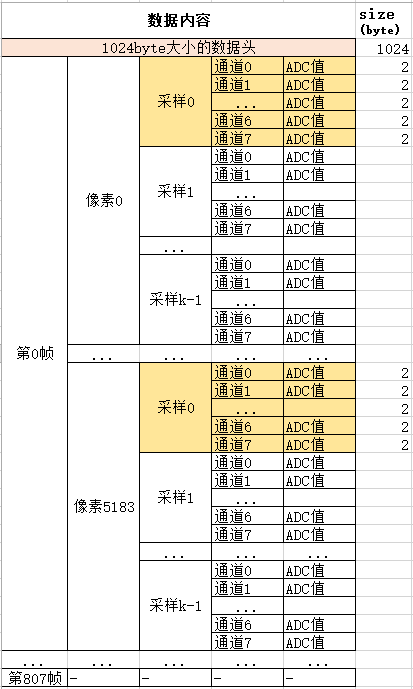 数据内容 size (byte)
1024byte大小的数据头 1024
第0帧 像素0 采样0 通道0 ADC值 2
通道1 ADC值 2
... ADC值 2
通道6 ADC值 2
通道7 ADC值 2
采样1 通道0 ADC值
通道1 ADC值
...
通道6 ADC值
通道7 ADC值
...
采样k-1 通道0 ADC值
通道1 ADC值
...
通道6 ADC值
通道7 ADC值
... ... ... ...
像素5183 采样0 通道0 ADC值 2
通道1 ADC值 2
... 2
通道6 ADC值 2
通道7 ADC值 2
采样1 通道0 ADC值
通道1 ADC值
...
通道6 ADC值
通道7 ADC值
... ... ...
采样k-1 通道0 ADC值
通道1 ADC值
...
通道6 ADC值
通道7 ADC值
... ... ... ... ...
第807帧 - - - -